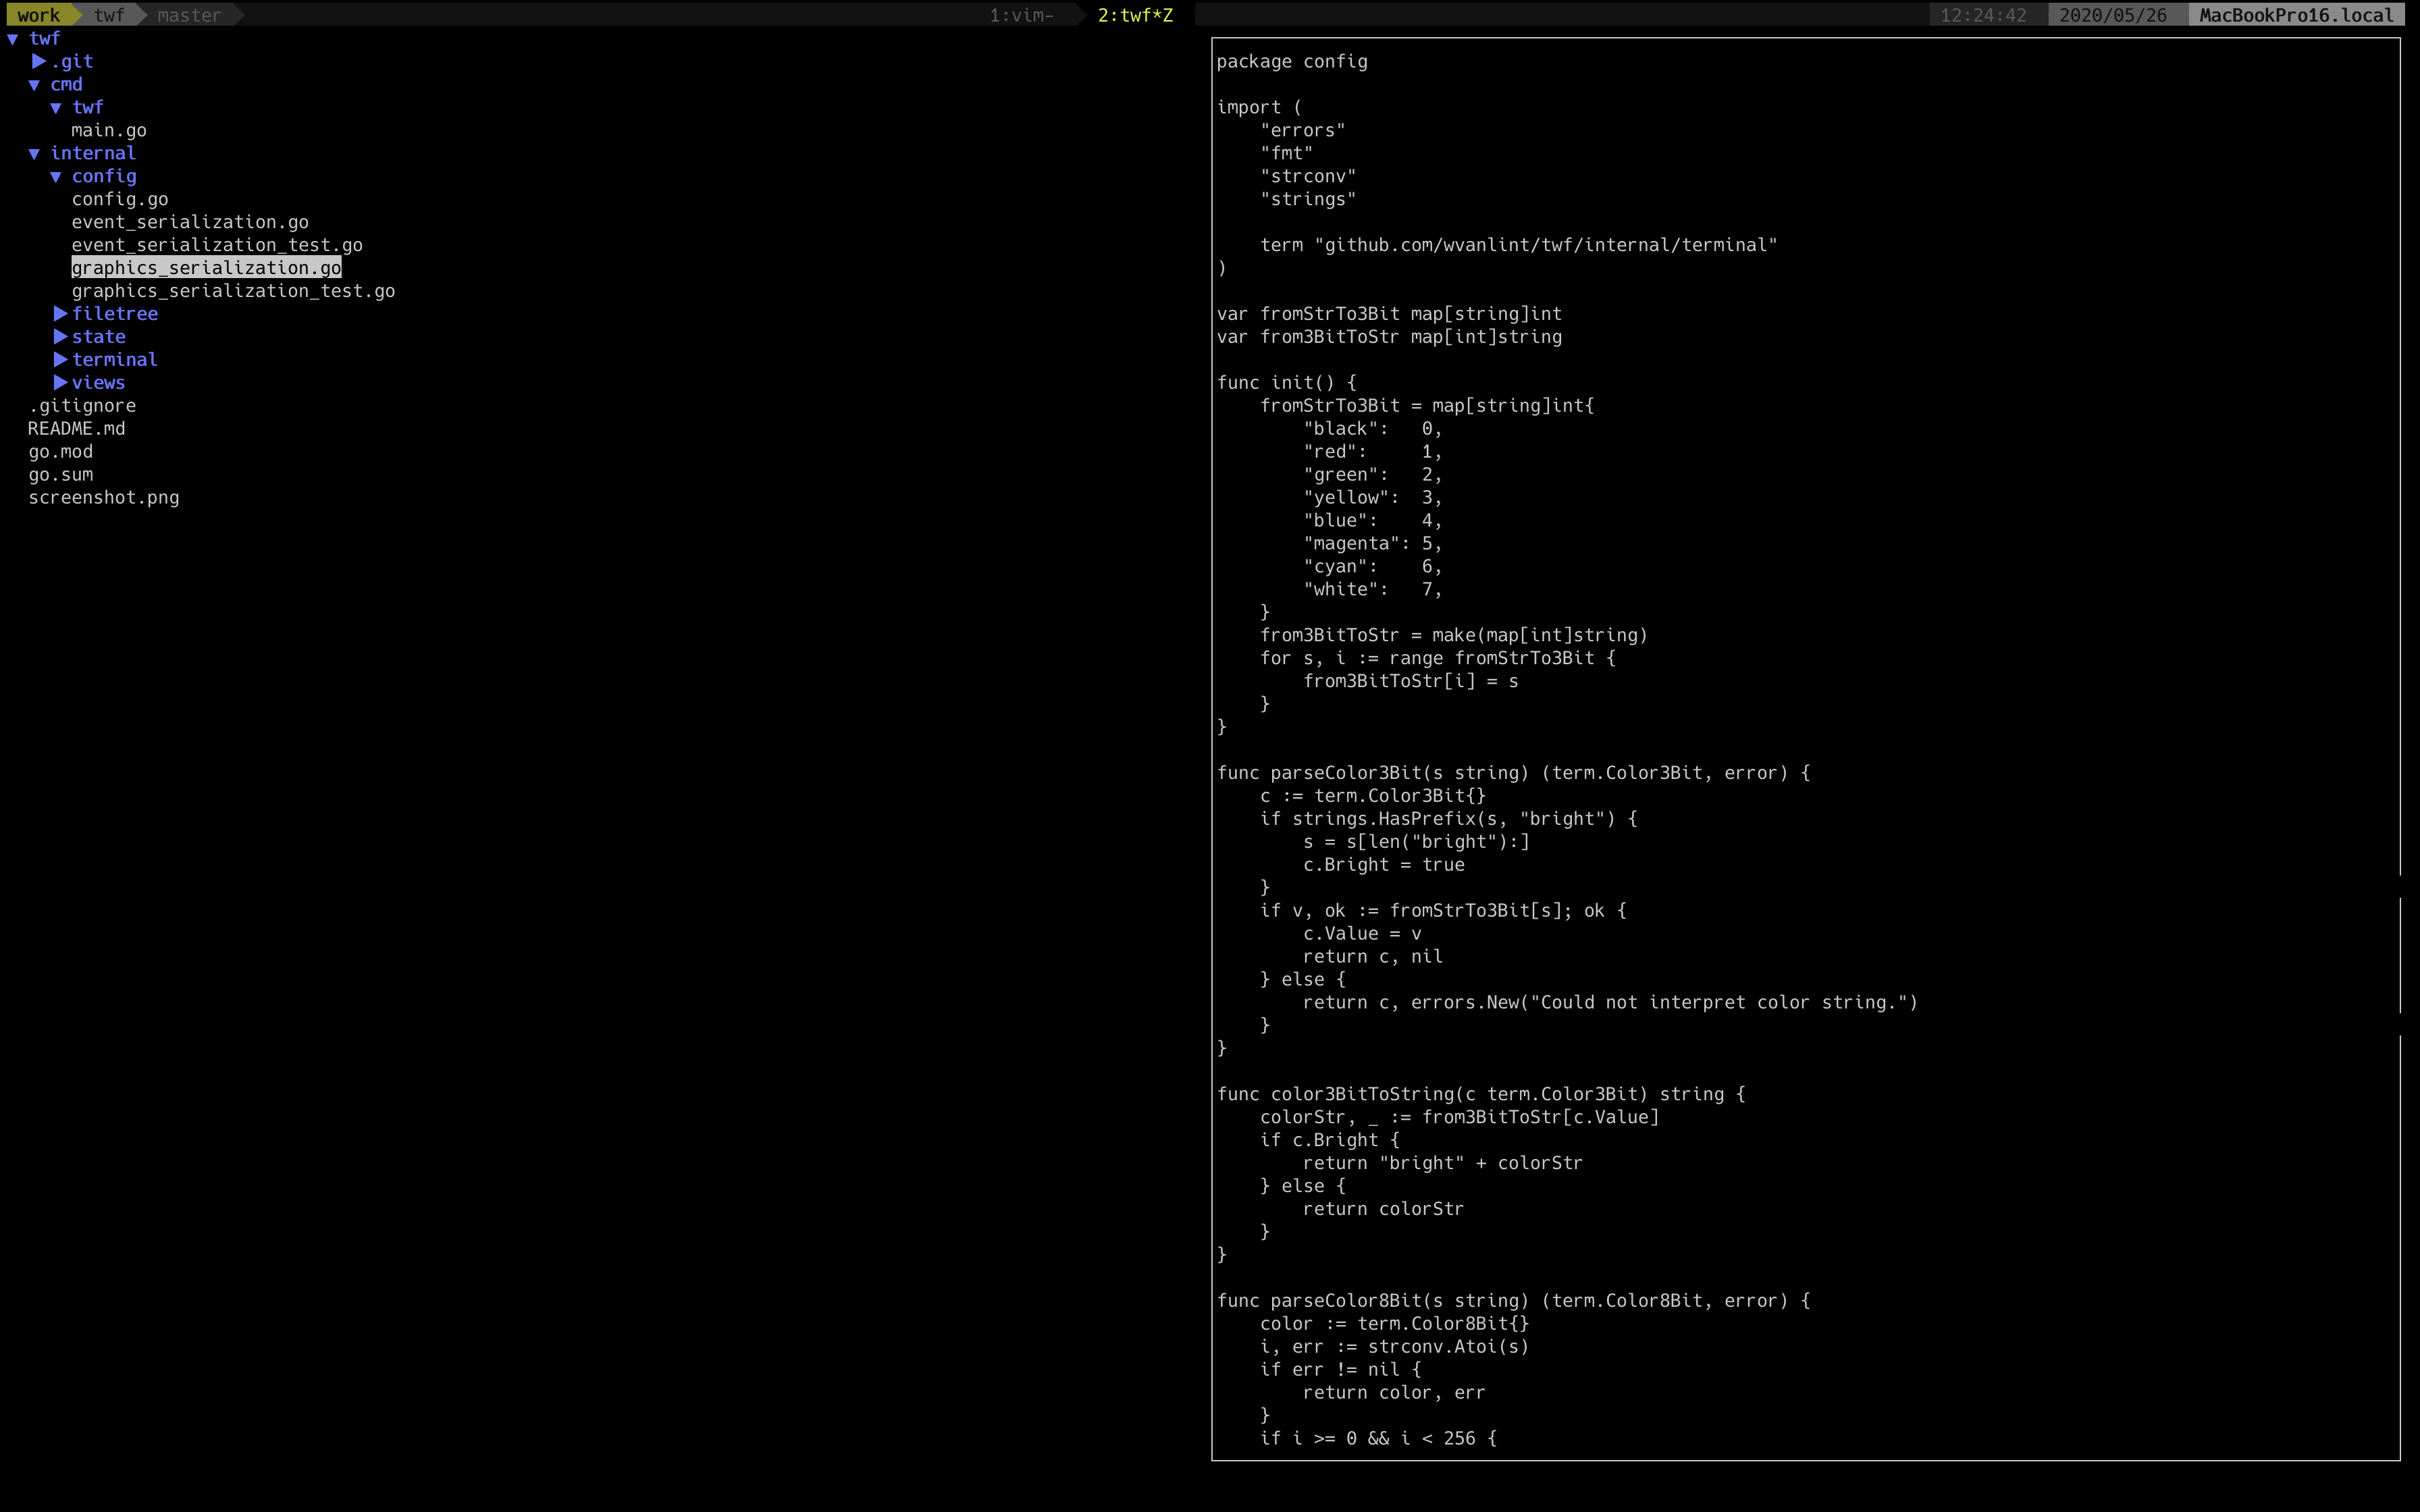 work twf master 1:vim- 2:twf*Z 12:24:42 2020/05/26 MacBookPro16.local
▼ twf
▶.git
▼ cmd
▼ twf
main.go
▼ internal
▼ config
config.go
event_serialization.go
event_serialization_test.go
graphics_serialization.go
graphics_serialization_test.go
▶filetree
▶state
▶terminal
▶views
.gitignore
README.md
go.mod
go.sum
screenshot.png
package config
import (
    "errors"
    "fmt"
    "strconv"
    "strings"
    term "github.com/wvanlint/twf/internal/terminal"
)
var fromStrTo3Bit map[string]int
var from3BitToStr map[int]string
func init() {
    fromStrTo3Bit = map[string]int{
        "black":   0,
        "red":     1,
        "green":   2,
        "yellow":  3,
        "blue":    4,
        "magenta": 5,
        "cyan":    6,
        "white":   7,
    }
    from3BitToStr = make(map[int]string)
    for s, i := range fromStrTo3Bit {
        from3BitToStr[i] = s
    }
}
func parseColor3Bit(s string) (term.Color3Bit, error) {
    c := term.Color3Bit{}
    if strings.HasPrefix(s, "bright") {
        s = s[len("bright"):]
        c.Bright = true
    }
    if v, ok := fromStrTo3Bit[s]; ok {
        c.Value = v
        return c, nil
    } else {
        return c, errors.New("Could not interpret color string.")
    }
}
func color3BitToString(c term.Color3Bit) string {
    colorStr, _ := from3BitToStr[c.Value]
    if c.Bright {
        return "bright" + colorStr
    } else {
        return colorStr
    }
}
func parseColor8Bit(s string) (term.Color8Bit, error) {
    color := term.Color8Bit{}
    i, err := strconv.Atoi(s)
    if err != nil {
        return color, err
    }
    if i >= 0 && i < 256 {